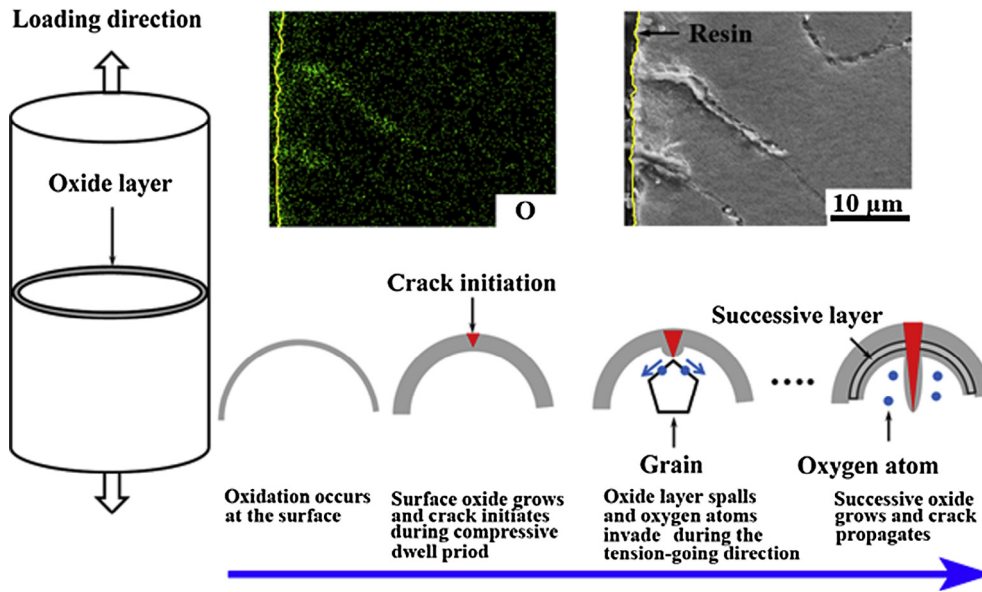 Loading direction
Oxide layer
O
Resin
10 μm
Crack initiation
Successive layer
Grain
Oxygen atom
Oxidation occurs
at the surface
Surface oxide grows
and crack initiates
during compressive
dwell priod
Oxide layer spalls
and oxygen atoms
invade during the
tension-going direction
Successive oxide
grows and crack
propagates